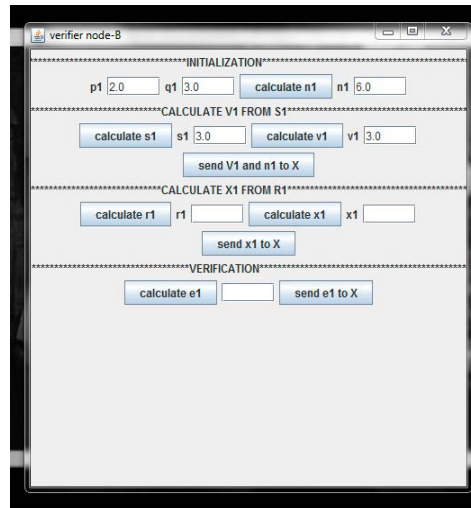 verifier node-B
****************************************INITIALIZATION****************************************
p1 2.0 q1 3.0 calculate n1 n1 6.0
**********************************CALCULATE V1 FROM S1**********************************
calculate s1 s1 3.0 calculate v1 v1 3.0
send V1 and n1 to X
**********************************CALCULATE X1 FROM R1**********************************
calculate r1 r1 calculate x1 x1
send x1 to X
****************************************VERIFICATION****************************************
calculate e1 send e1 to X